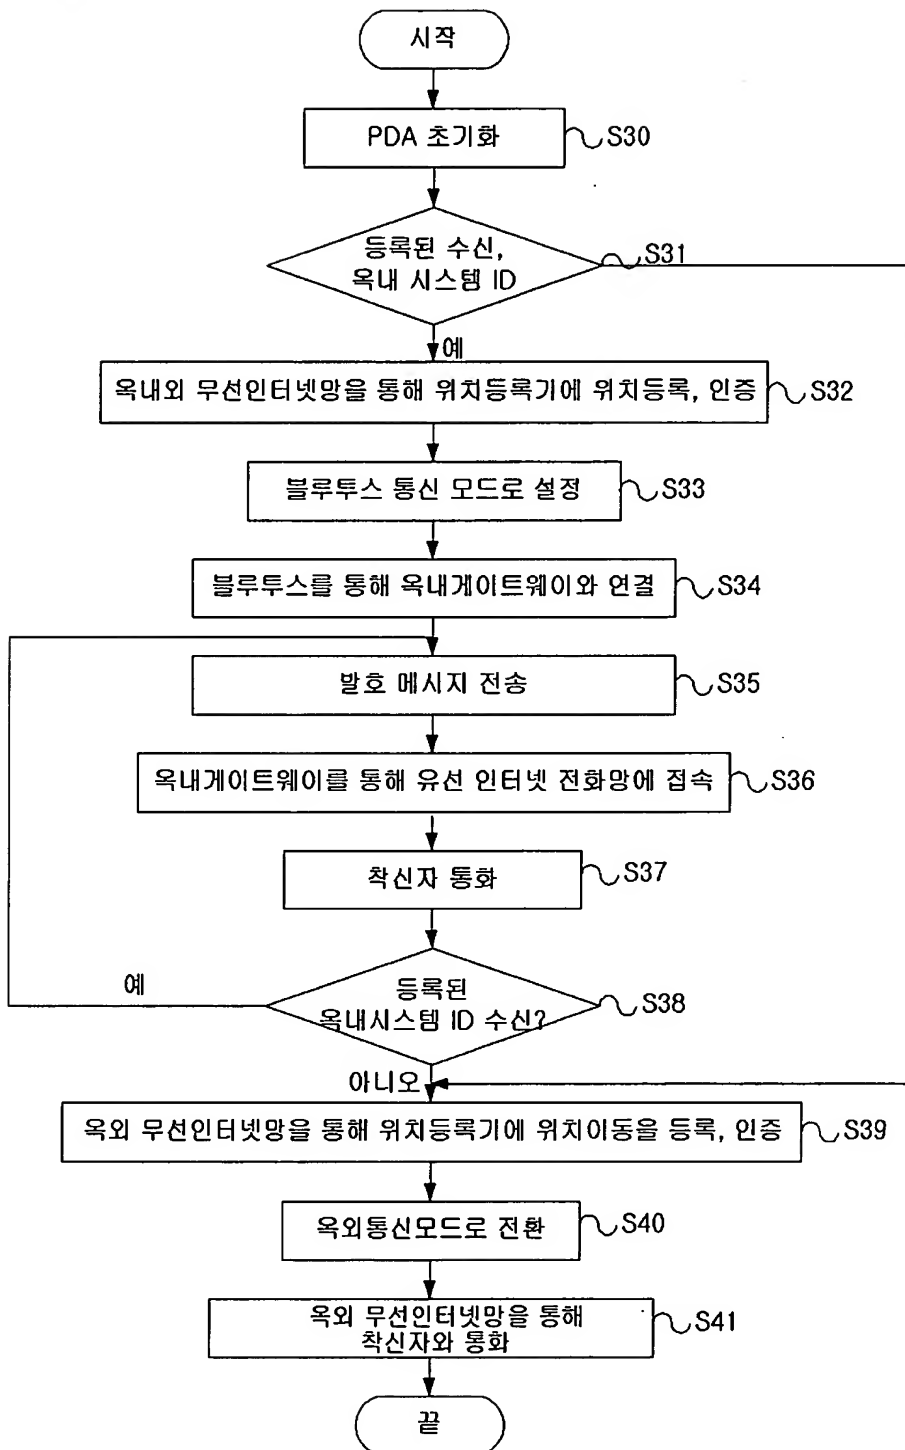 시작
PDA 초기화
S30
등록된 수신,
옥내 시스템 ID
S31
예
옥내외 무선인터넷망을 통해 위치등록기에 위치등록, 인증
S32
블루투스 통신 모드로 설정
S33
블루투스를 통해 옥내게이트웨이와 연결
S34
발호 메시지 전송
S35
옥내게이트웨이를 통해 유선 인터넷 전화망에 접속
S36
착신자 통화
S37
예
등록된
옥내시스템 ID 수신?
S38
아니오
옥외 무선인터넷망을 통해 위치등록기에 위치이동을 등록, 인증
S39
옥외통신모드로 전환
S40
옥외 무선인터넷망을 통해
착신자와 통화
S41
끝